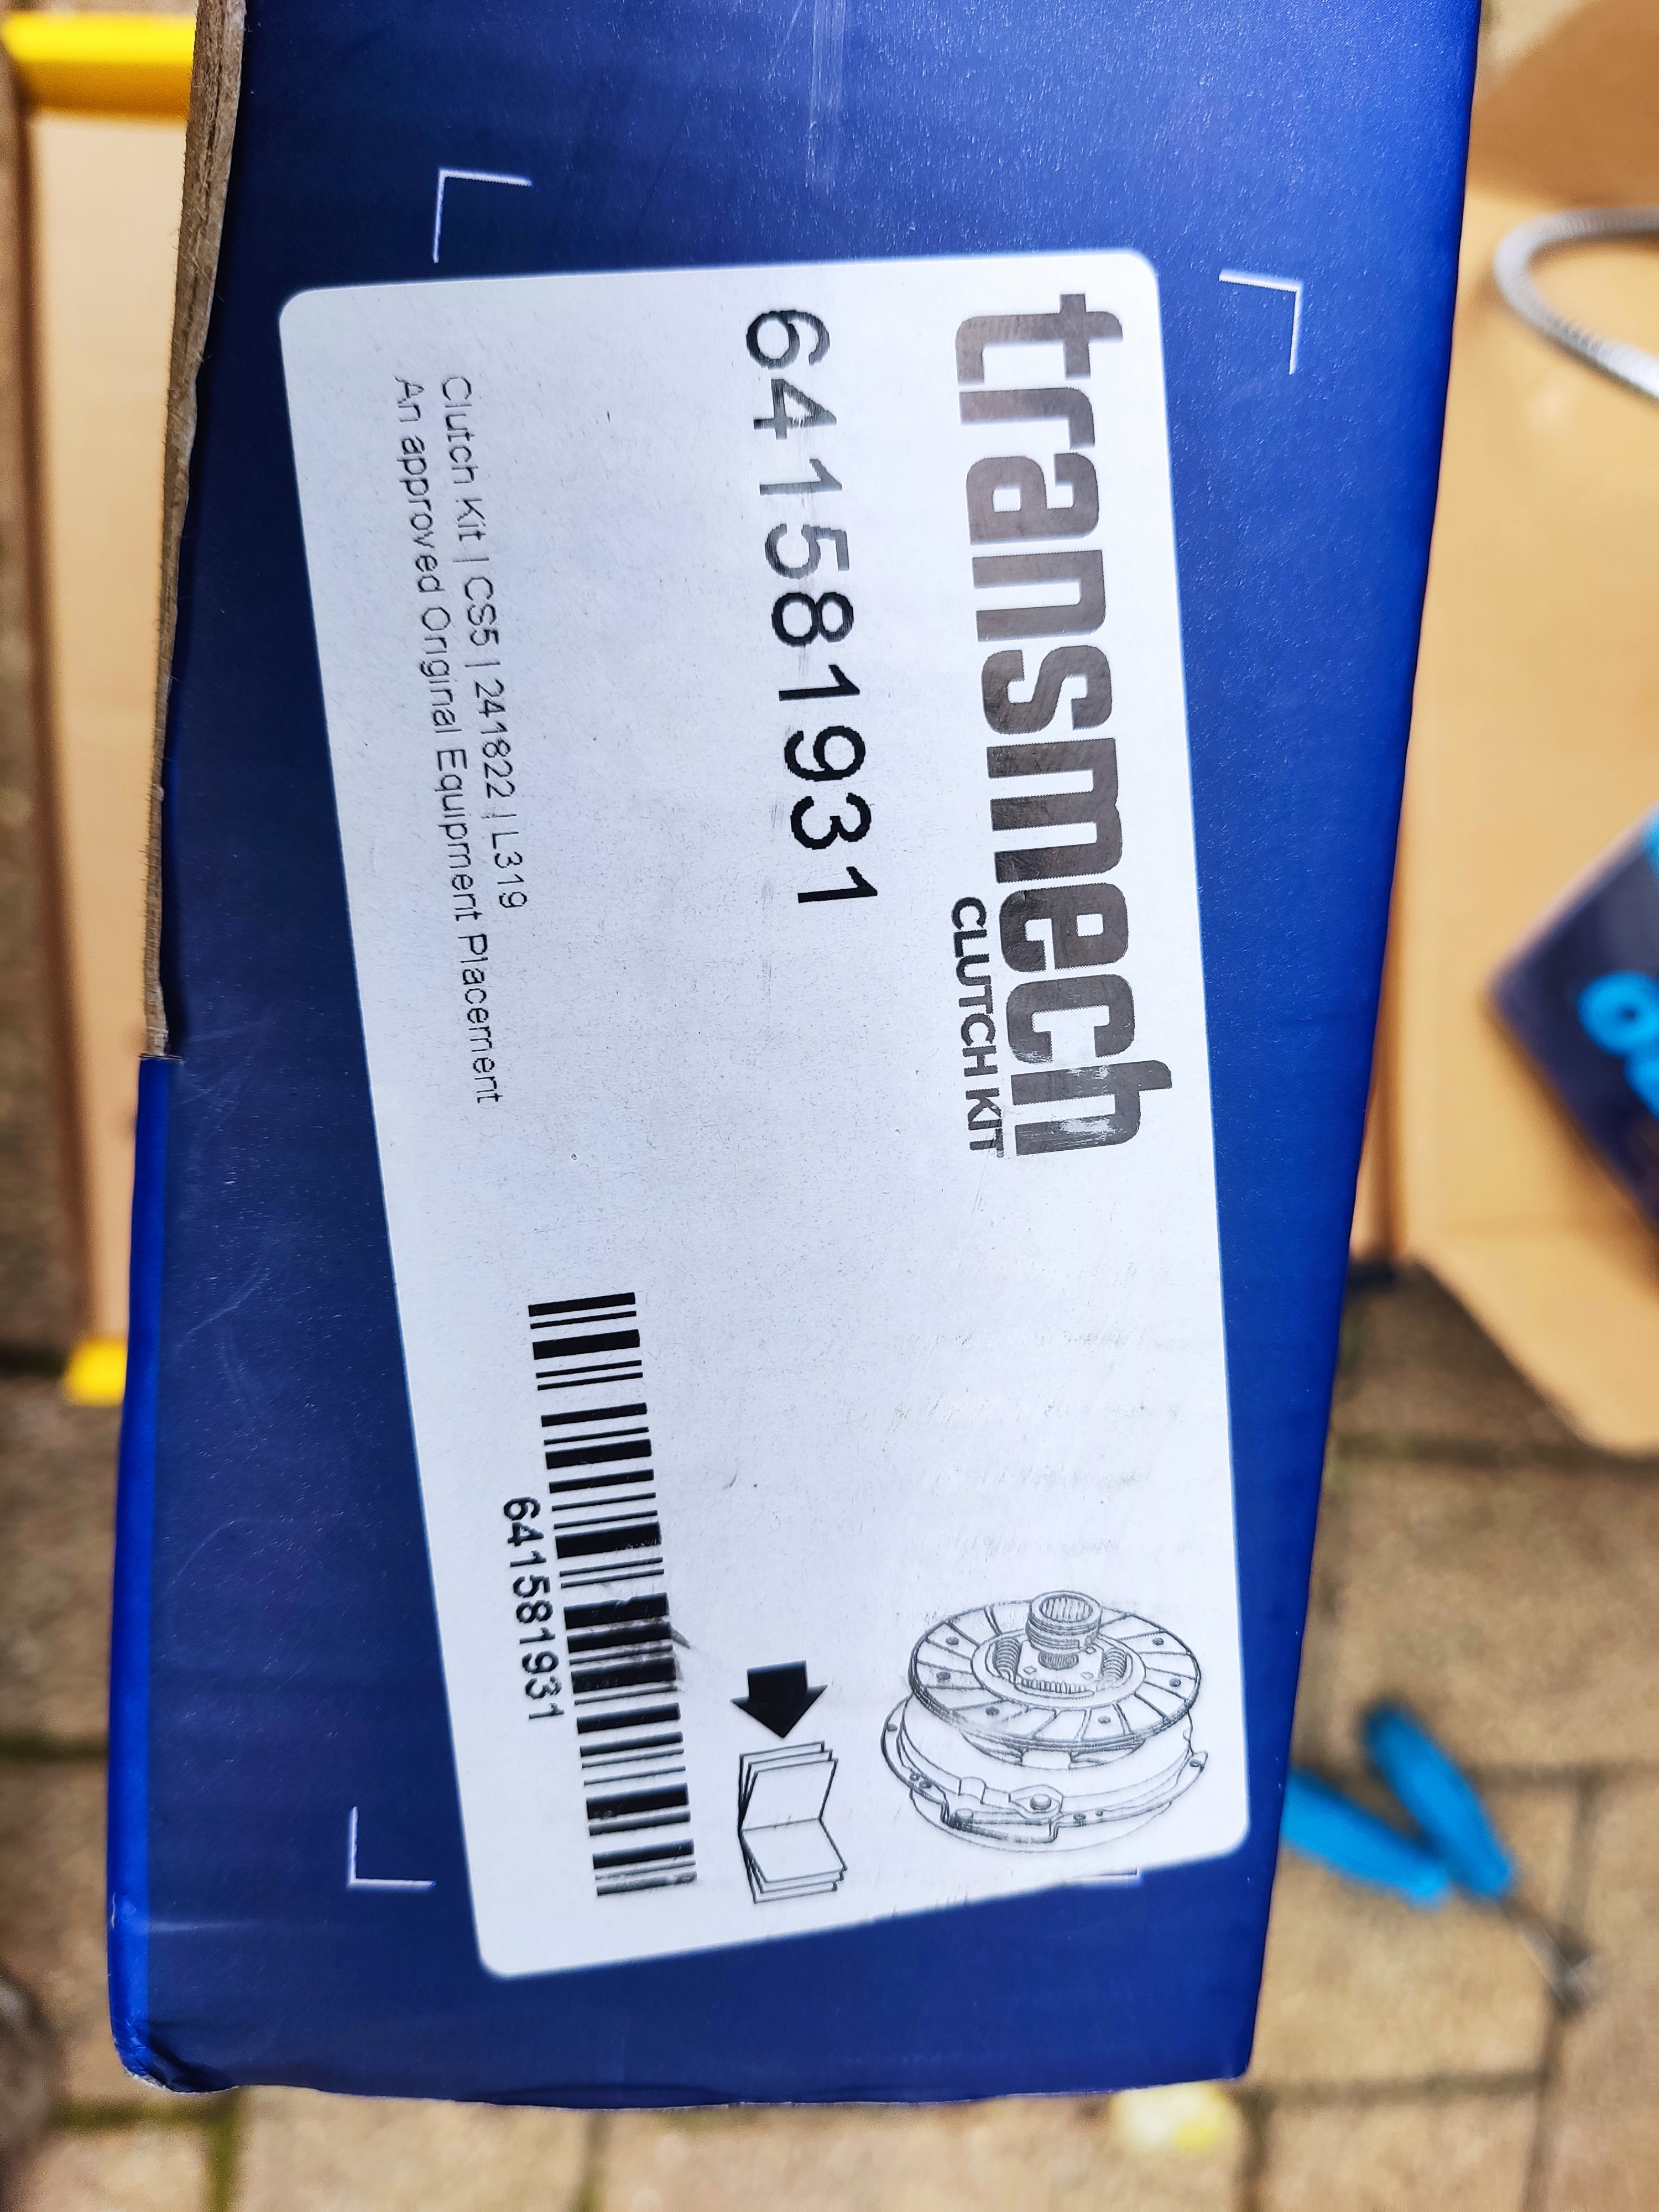 transmech
CLUTCH KIT
641581931
Clutch Kit | CS5 | 241822 | L319
An approved Original Equipment Placement
641581931